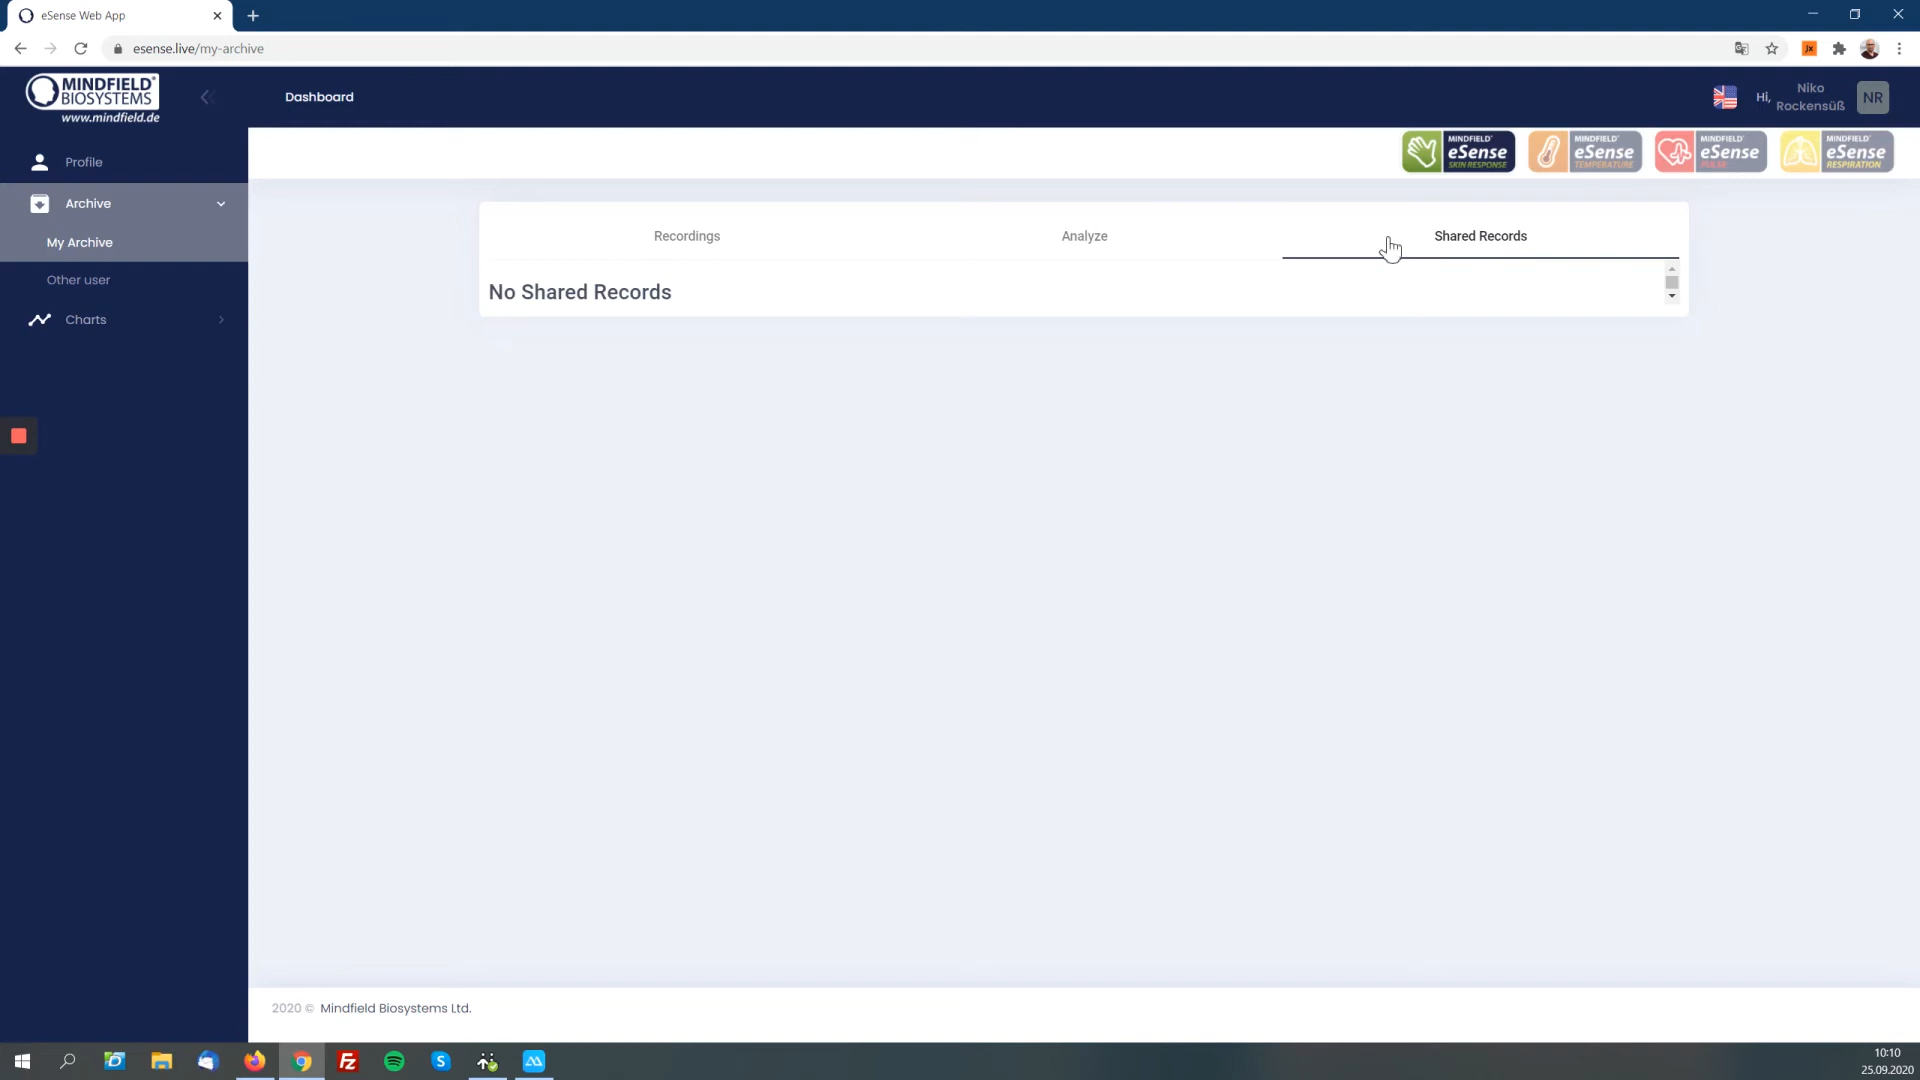 eSense Web App
esense.live/my-archive
Jx
MINDFIELD®
BIOSYSTEMS
www.mindfield.de
Dashboard
Hi,
Niko
Rockensüß
NR
Profile
Archive
My Archive
Other user
Charts
MINDFIELD®
eSense
SKIN RESPONSE
MINDFIELD®
eSense
TEMPERATURE
MINDFIELD®
eSense
PULSE
MINDFIELD®
eSense
RESPIRATION
Recordings
Analyze
Shared Records
No Shared Records
2020 © Mindfield Biosystems Ltd.
10:10
25.09.2020